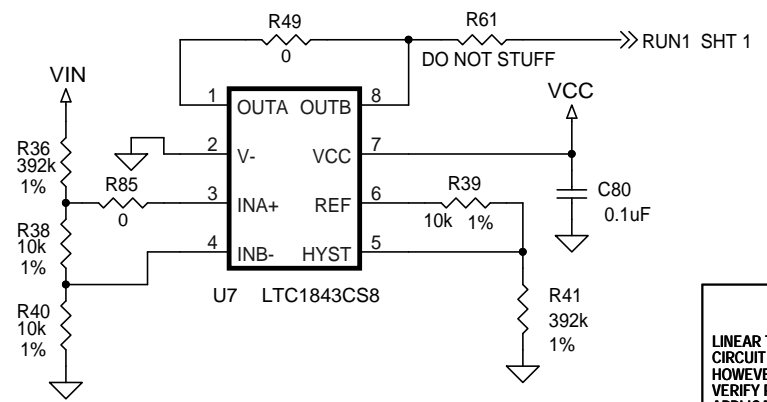 R49
0
R61
DO NOT STUFF
RUN1 SHT 1
VIN
VCC
1
OUTA
OUTB
8
2
V-
VCC
7
R36
392k
1%
R85
0
3
INA+
REF
6
R39
10k 1%
C80
0.1uF
R38
10k
1%
4
INB-
HYST
5
U7 LTC1843CS8
R40
10k
1%
R41
392k
1%
LINEAR
CIRCUIT
VERIFY